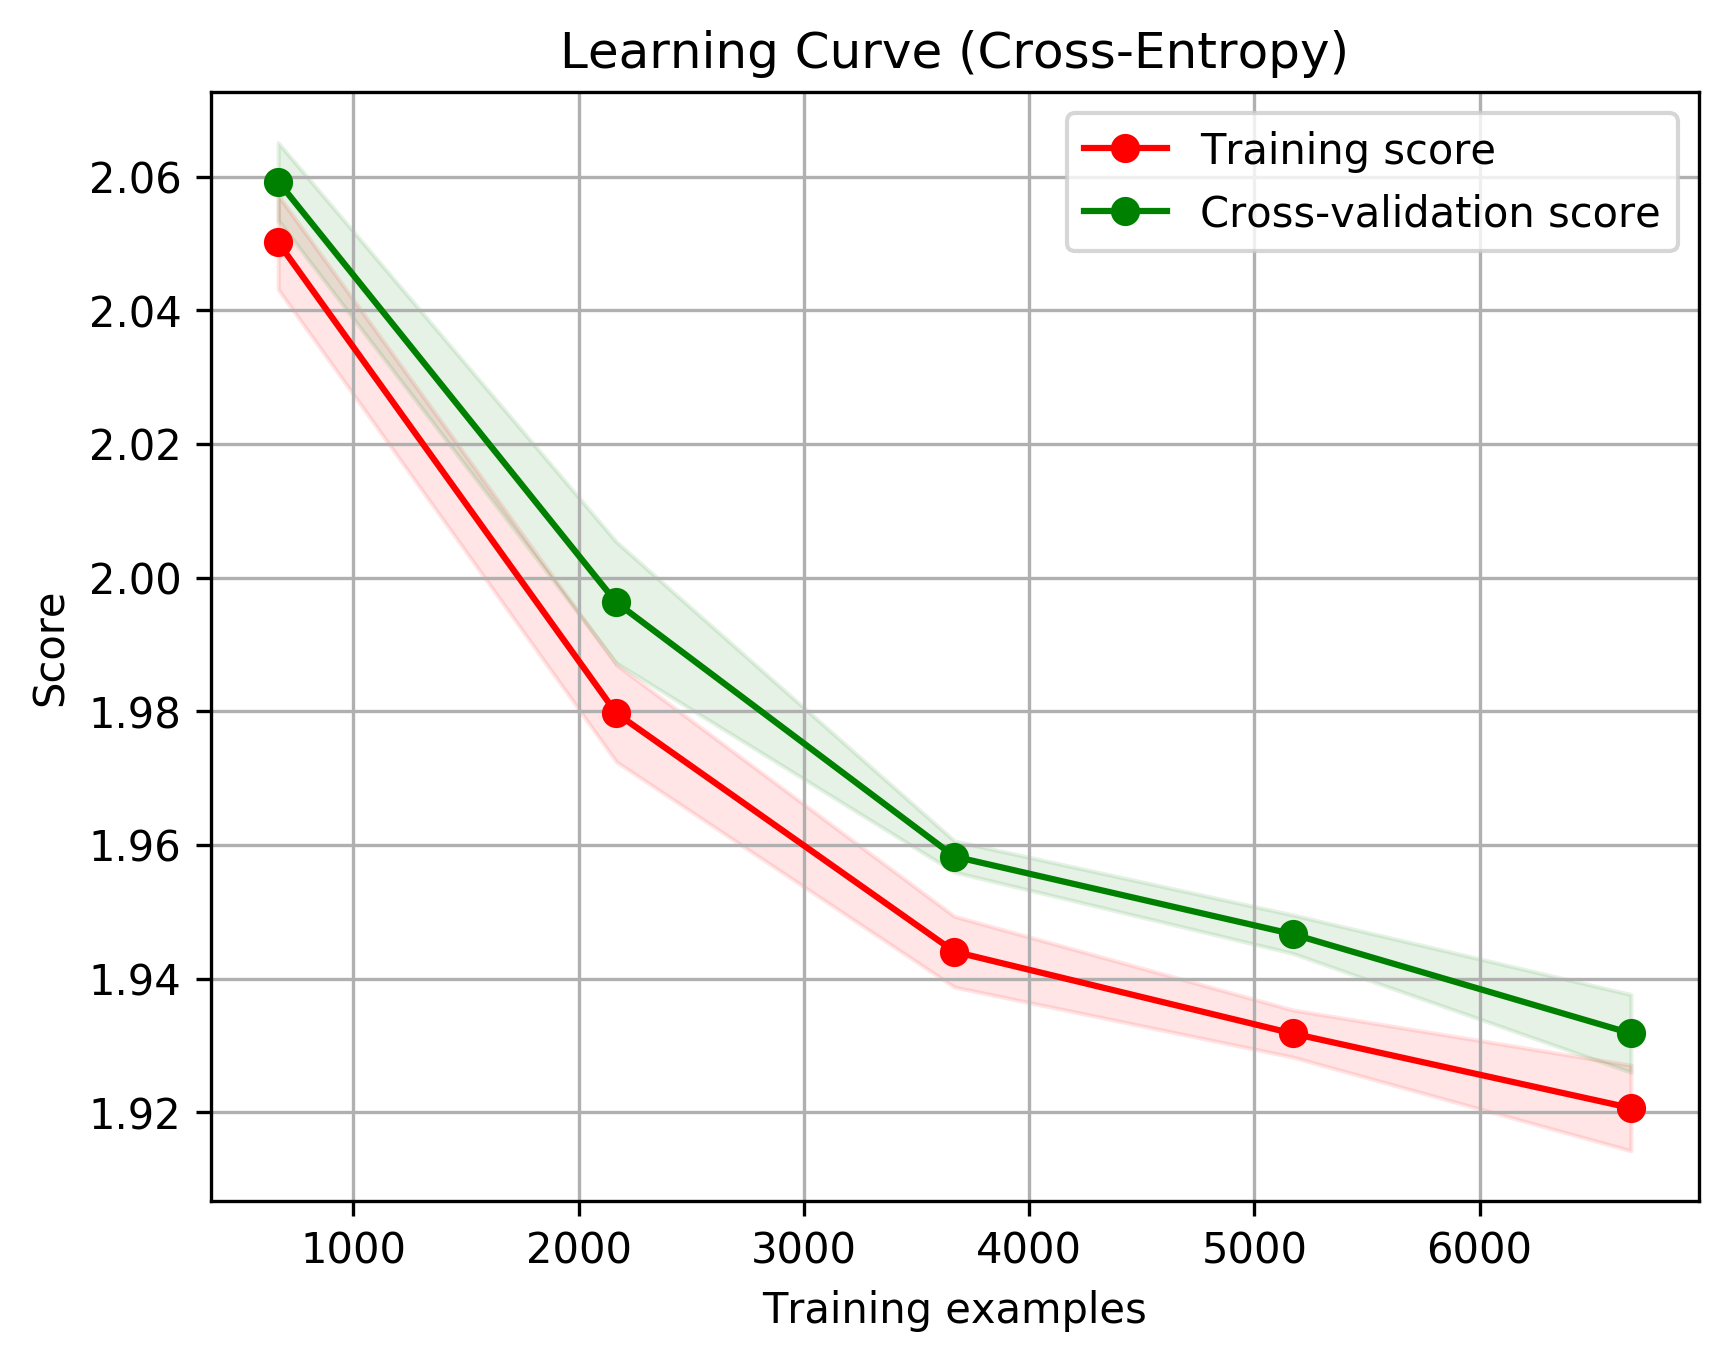 Learning Curve (Cross-Entropy)
Training score
Cross-validation score
2.06
2.04
2.02
2.00
1.98
1.96
1.94
1.92
Score
1000
2000
3000
4000
5000
6000
Training examples